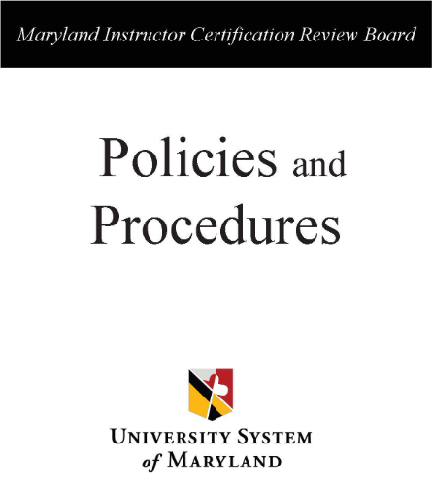 Maryland Instructor Certification Review Board
Policies and
Procedures
UNIVERSITY SYSTEM
of MARYLAND